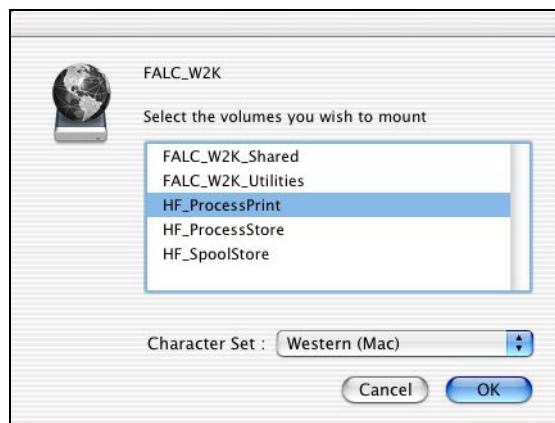 FALC_W2K
Select the volumes you wish to mount
FALC_W2K_Shared
FALC_W2K_Utilities
HF_ProcessPrint
HF_ProcessStore
HF_SpoolStore
Character Set : Western (Mac)
Cancel OK